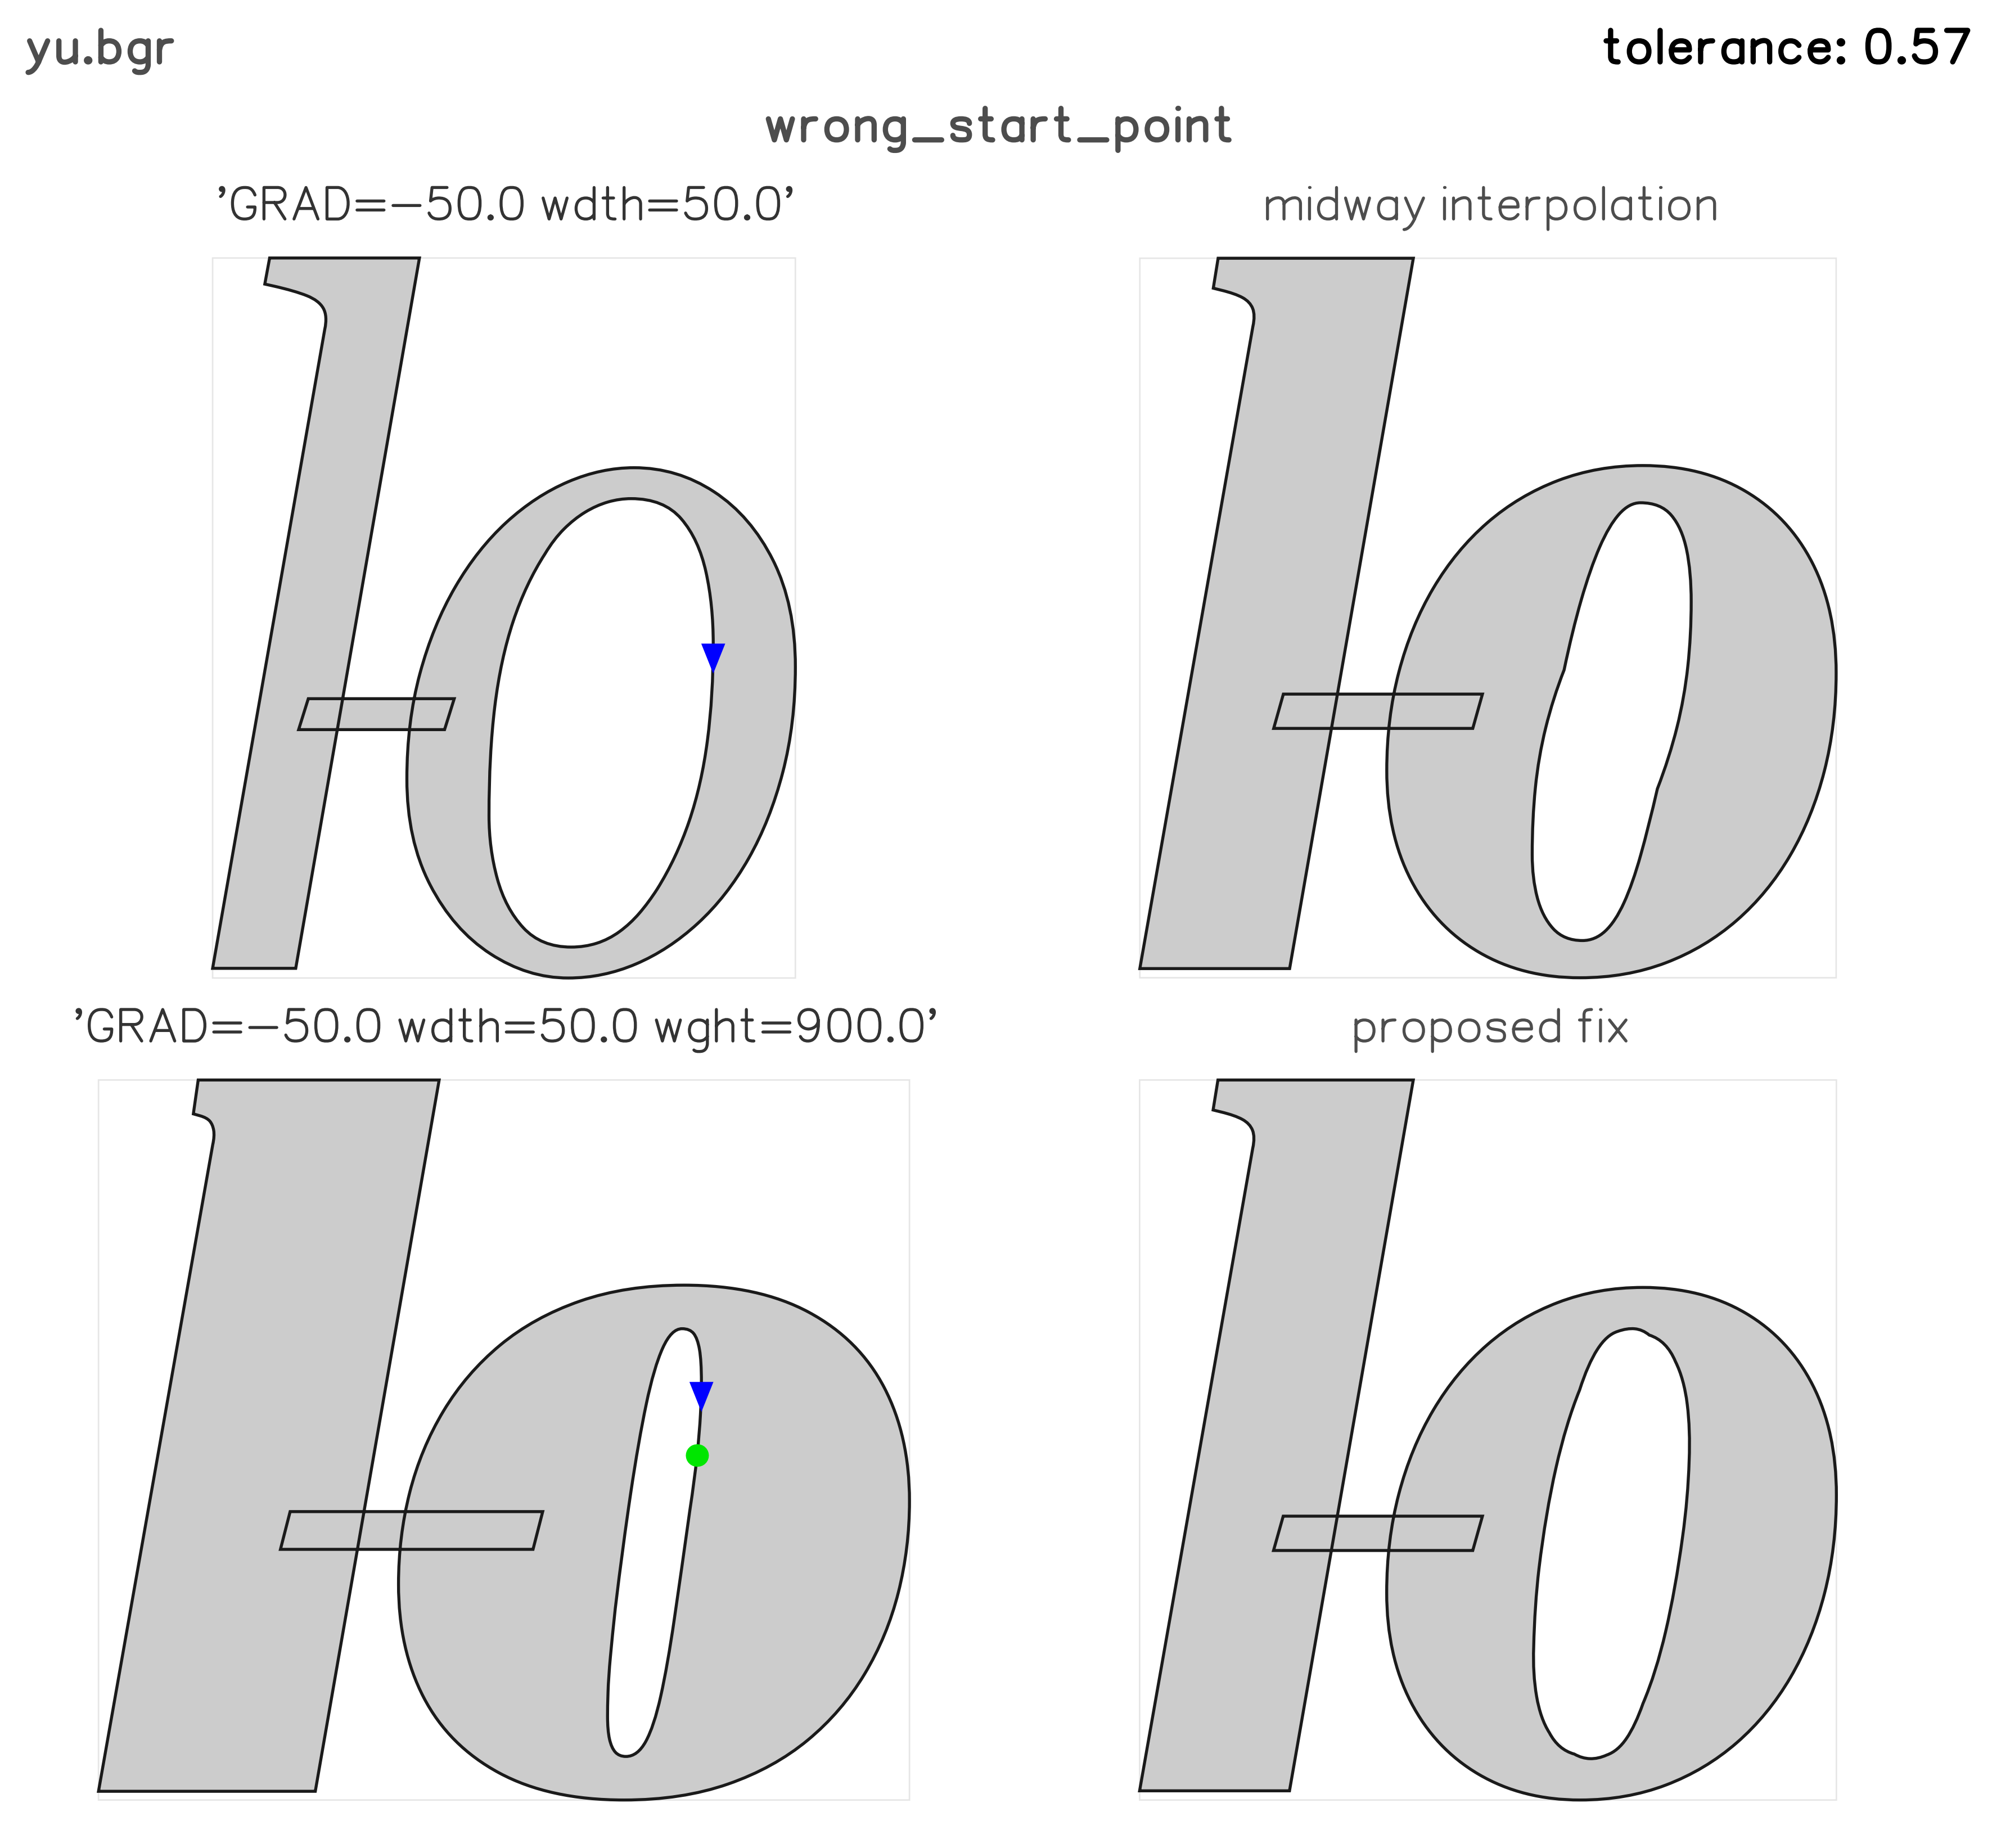 yu.bgr
tolerance: 0.57
wrong_start_point
'GRAD=-50.0 wdth=50.0'
midway interpolation
'GRAD=-50.0 wdth=50.0 wght=900.0'
proposed fix